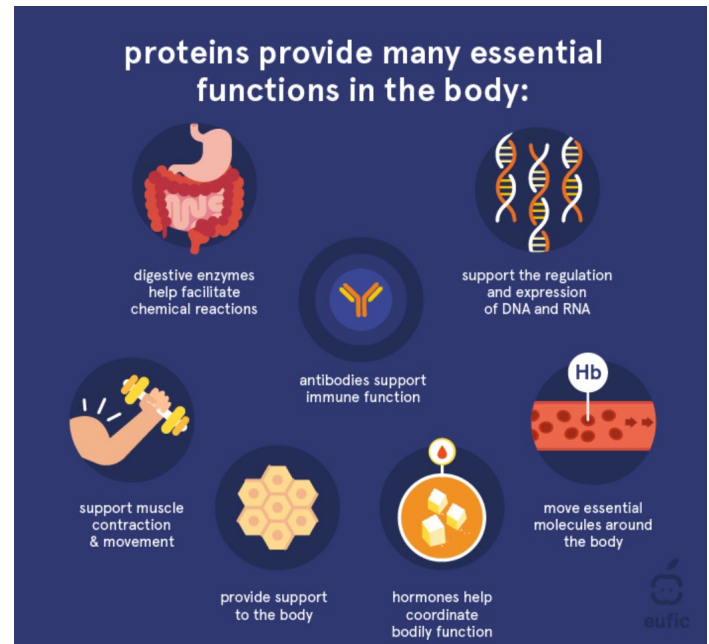 proteins provide many essential
functions in the body:
digestive enzymes
help facilitate
chemical reactions
support the regulation
and expression
of DNA and RNA
antibodies support
immune function
Hb
support muscle
contraction
& movement
move essential
molecules around
the body
provide support
to the body
hormones help
coordinate
bodily function
eufic